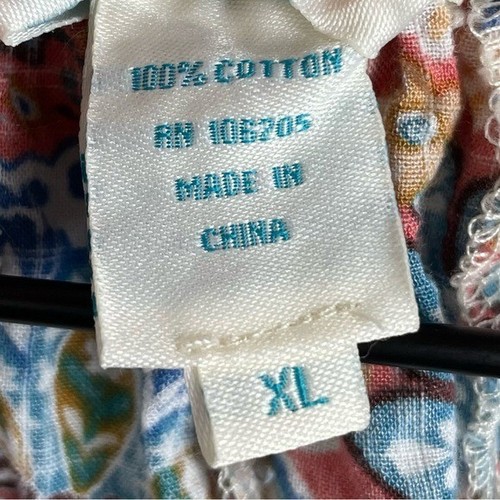 100% COTTON
RN 106205
MADE IN
CHINA
XL